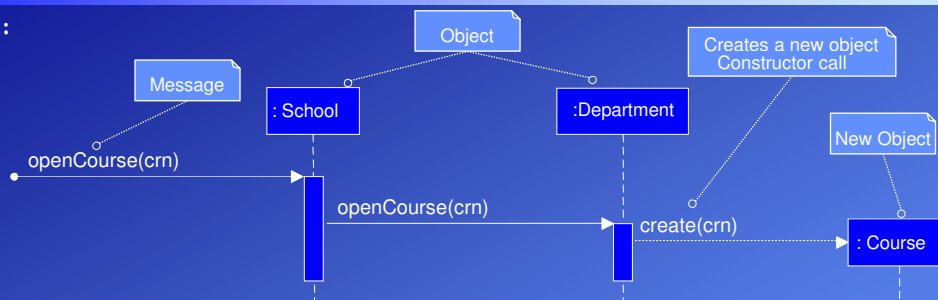 :
Object
Creates a new object
Constructor call
Message
: School
:Department
New Object
openCourse(crn)
openCourse(crn)
create(crn)
: Course